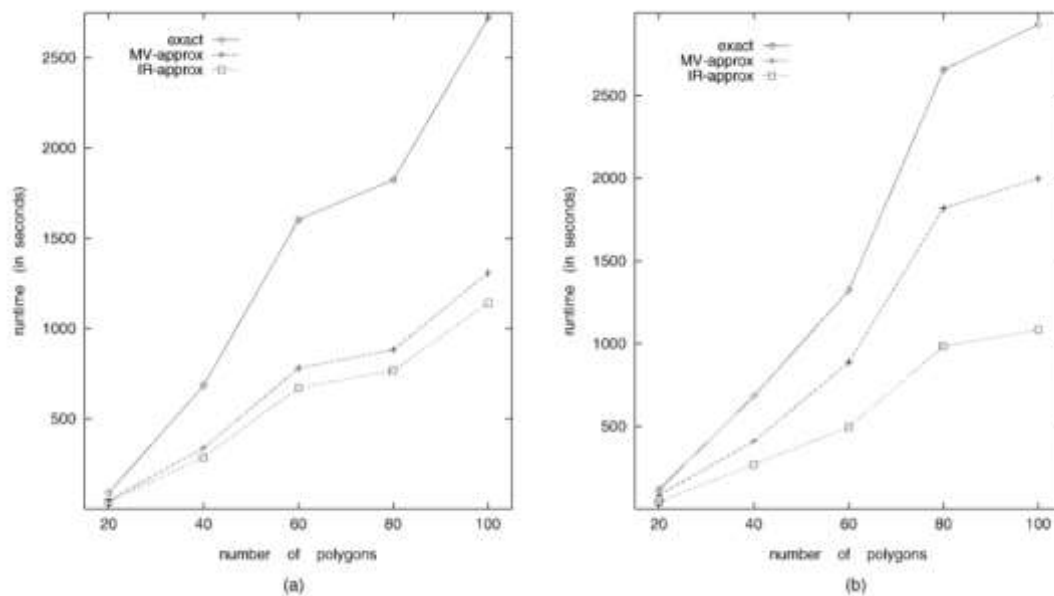 exact
MV-approx
IR-approx
2500
2000
1500
1000
500
runtime (in seconds)
20 40 60 80 100
number of polygons
(a)
exact
MV-approx
IR-approx
2500
2000
1500
1000
500
runtime (in seconds)
20 40 60 80 100
number of polygons
(b)